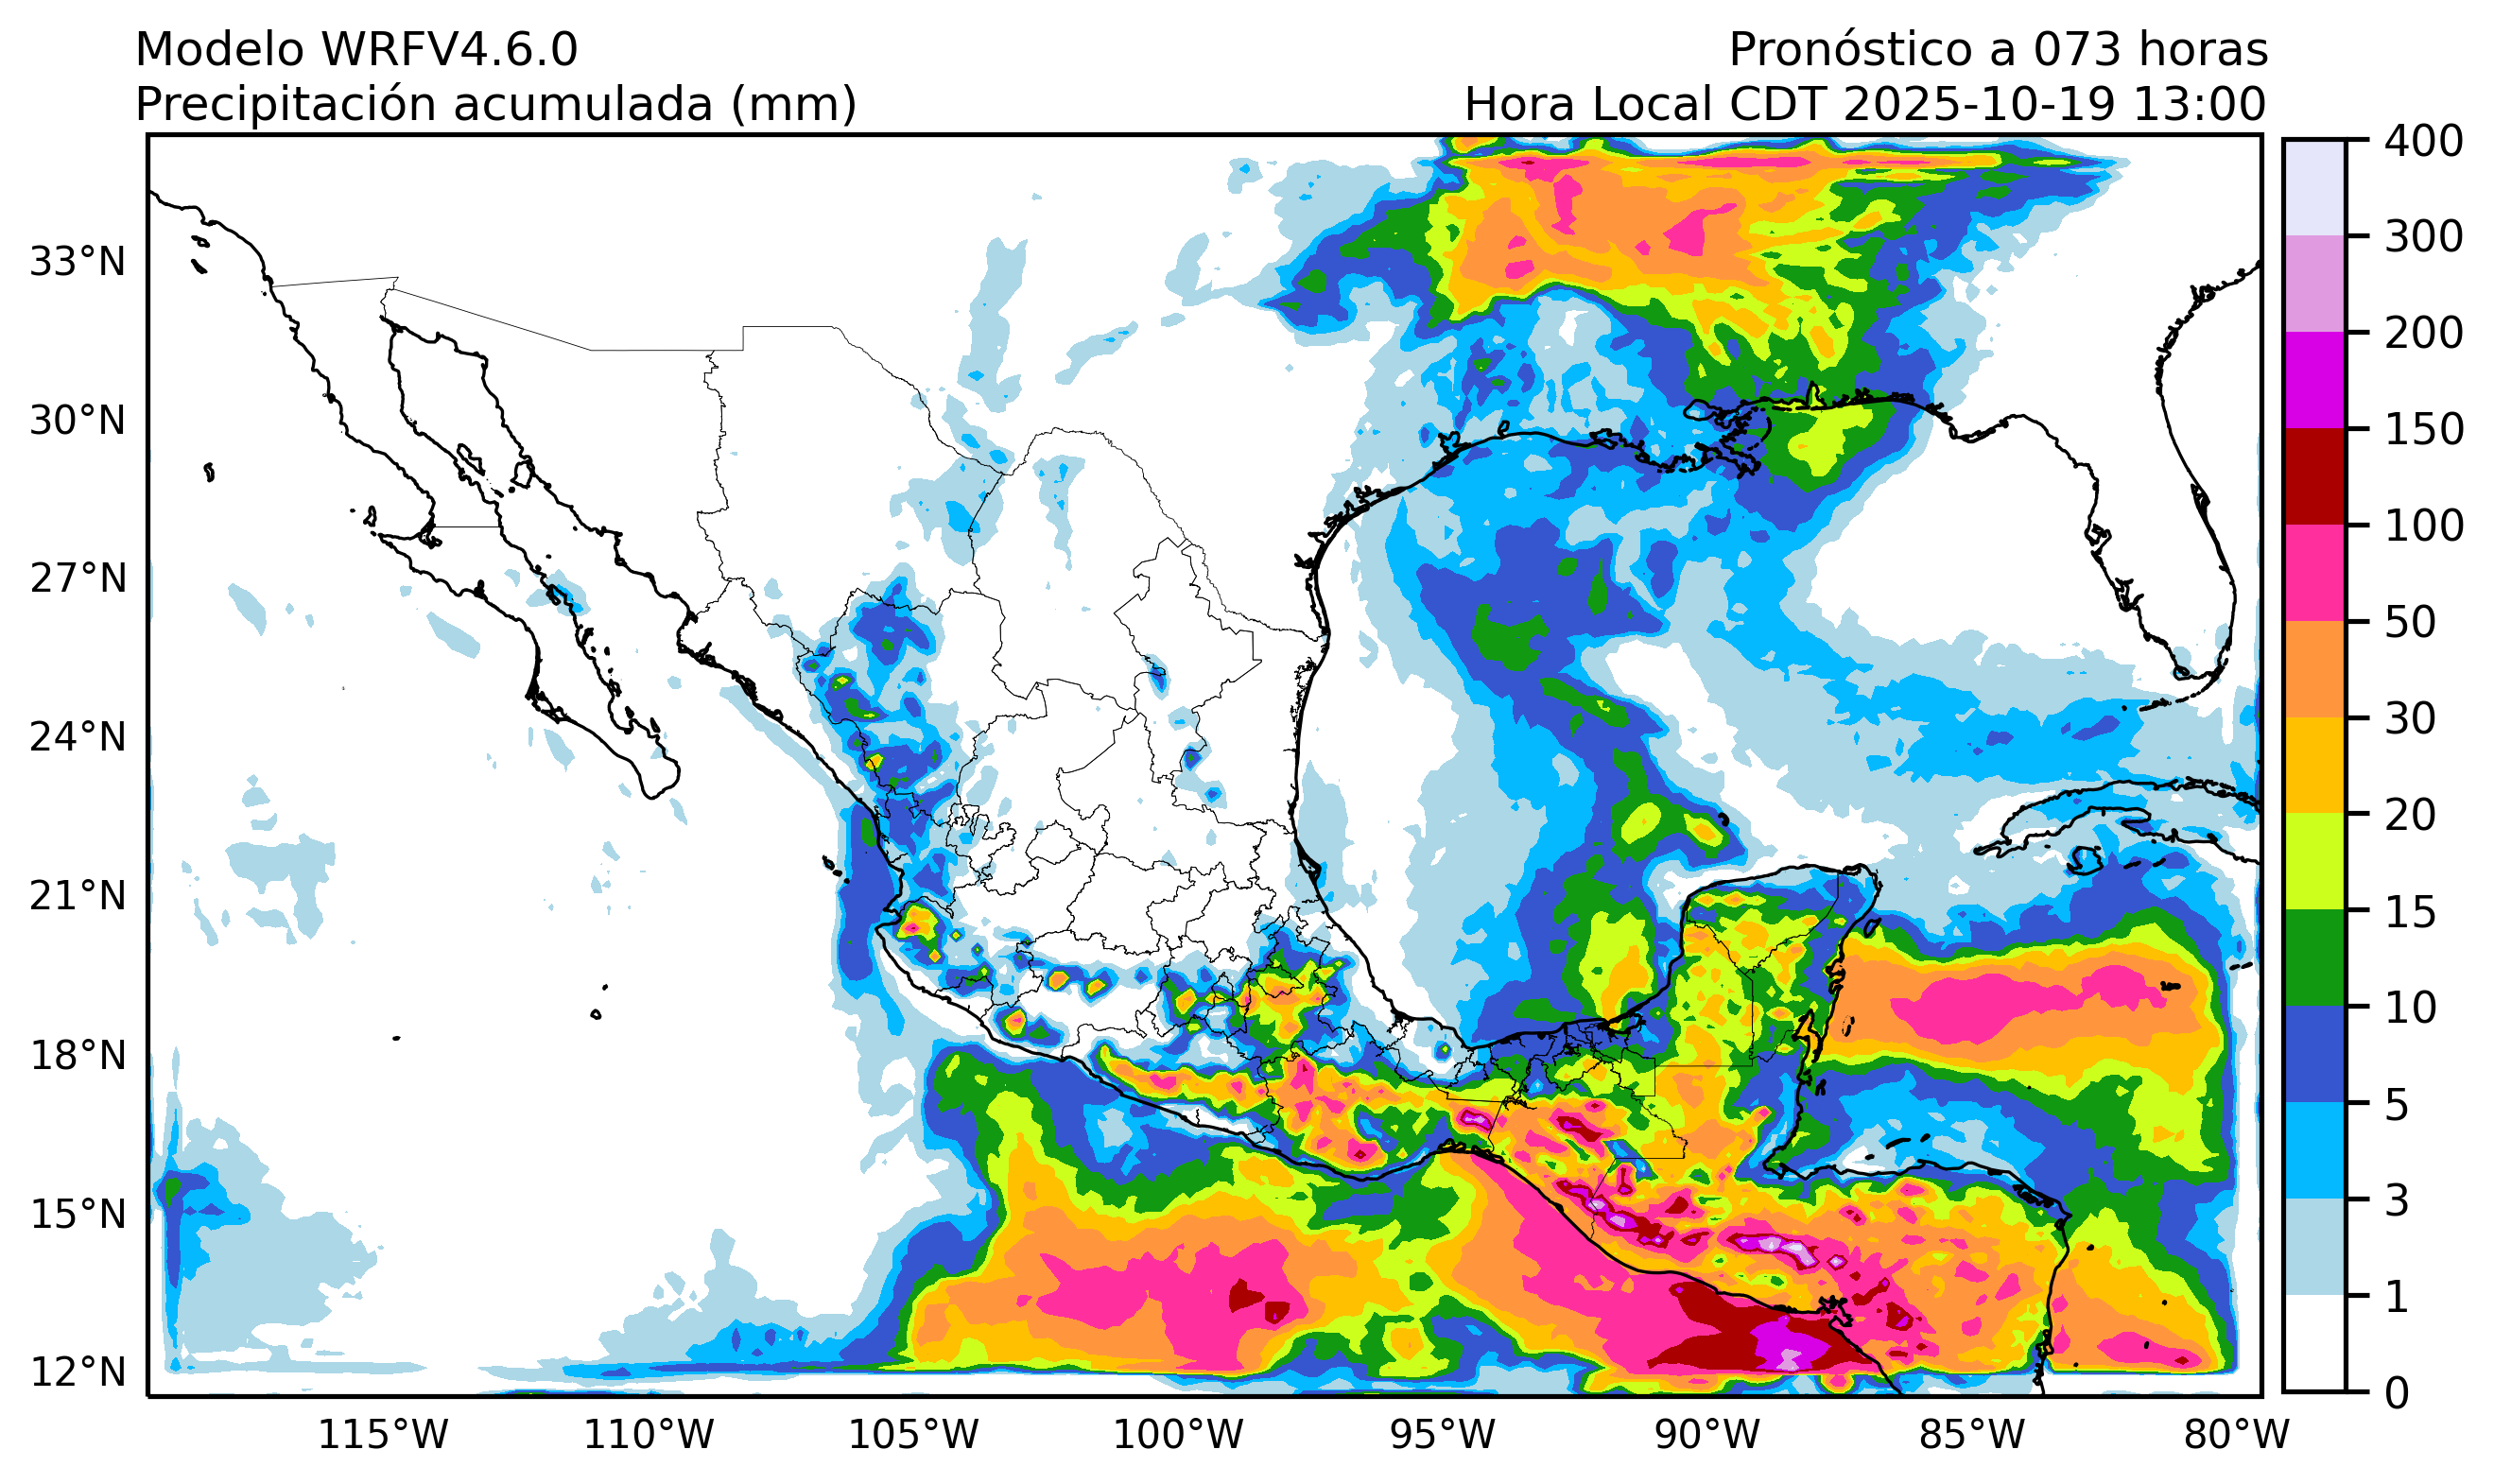 Modelo WRFV4.6.0
Pronóstico a 073 horas
Precipitación acumulada (mm)
Hora Local CDT 2025-10-19 13:00
33°N
30°N
27°N
24°N
21°N
18°N
15°N
12°N
115°W
110°W
105°W
100°W
95°W
90°W
85°W
80°W
400
300
200
150
100
50
30
20
15
10
5
3
1
0